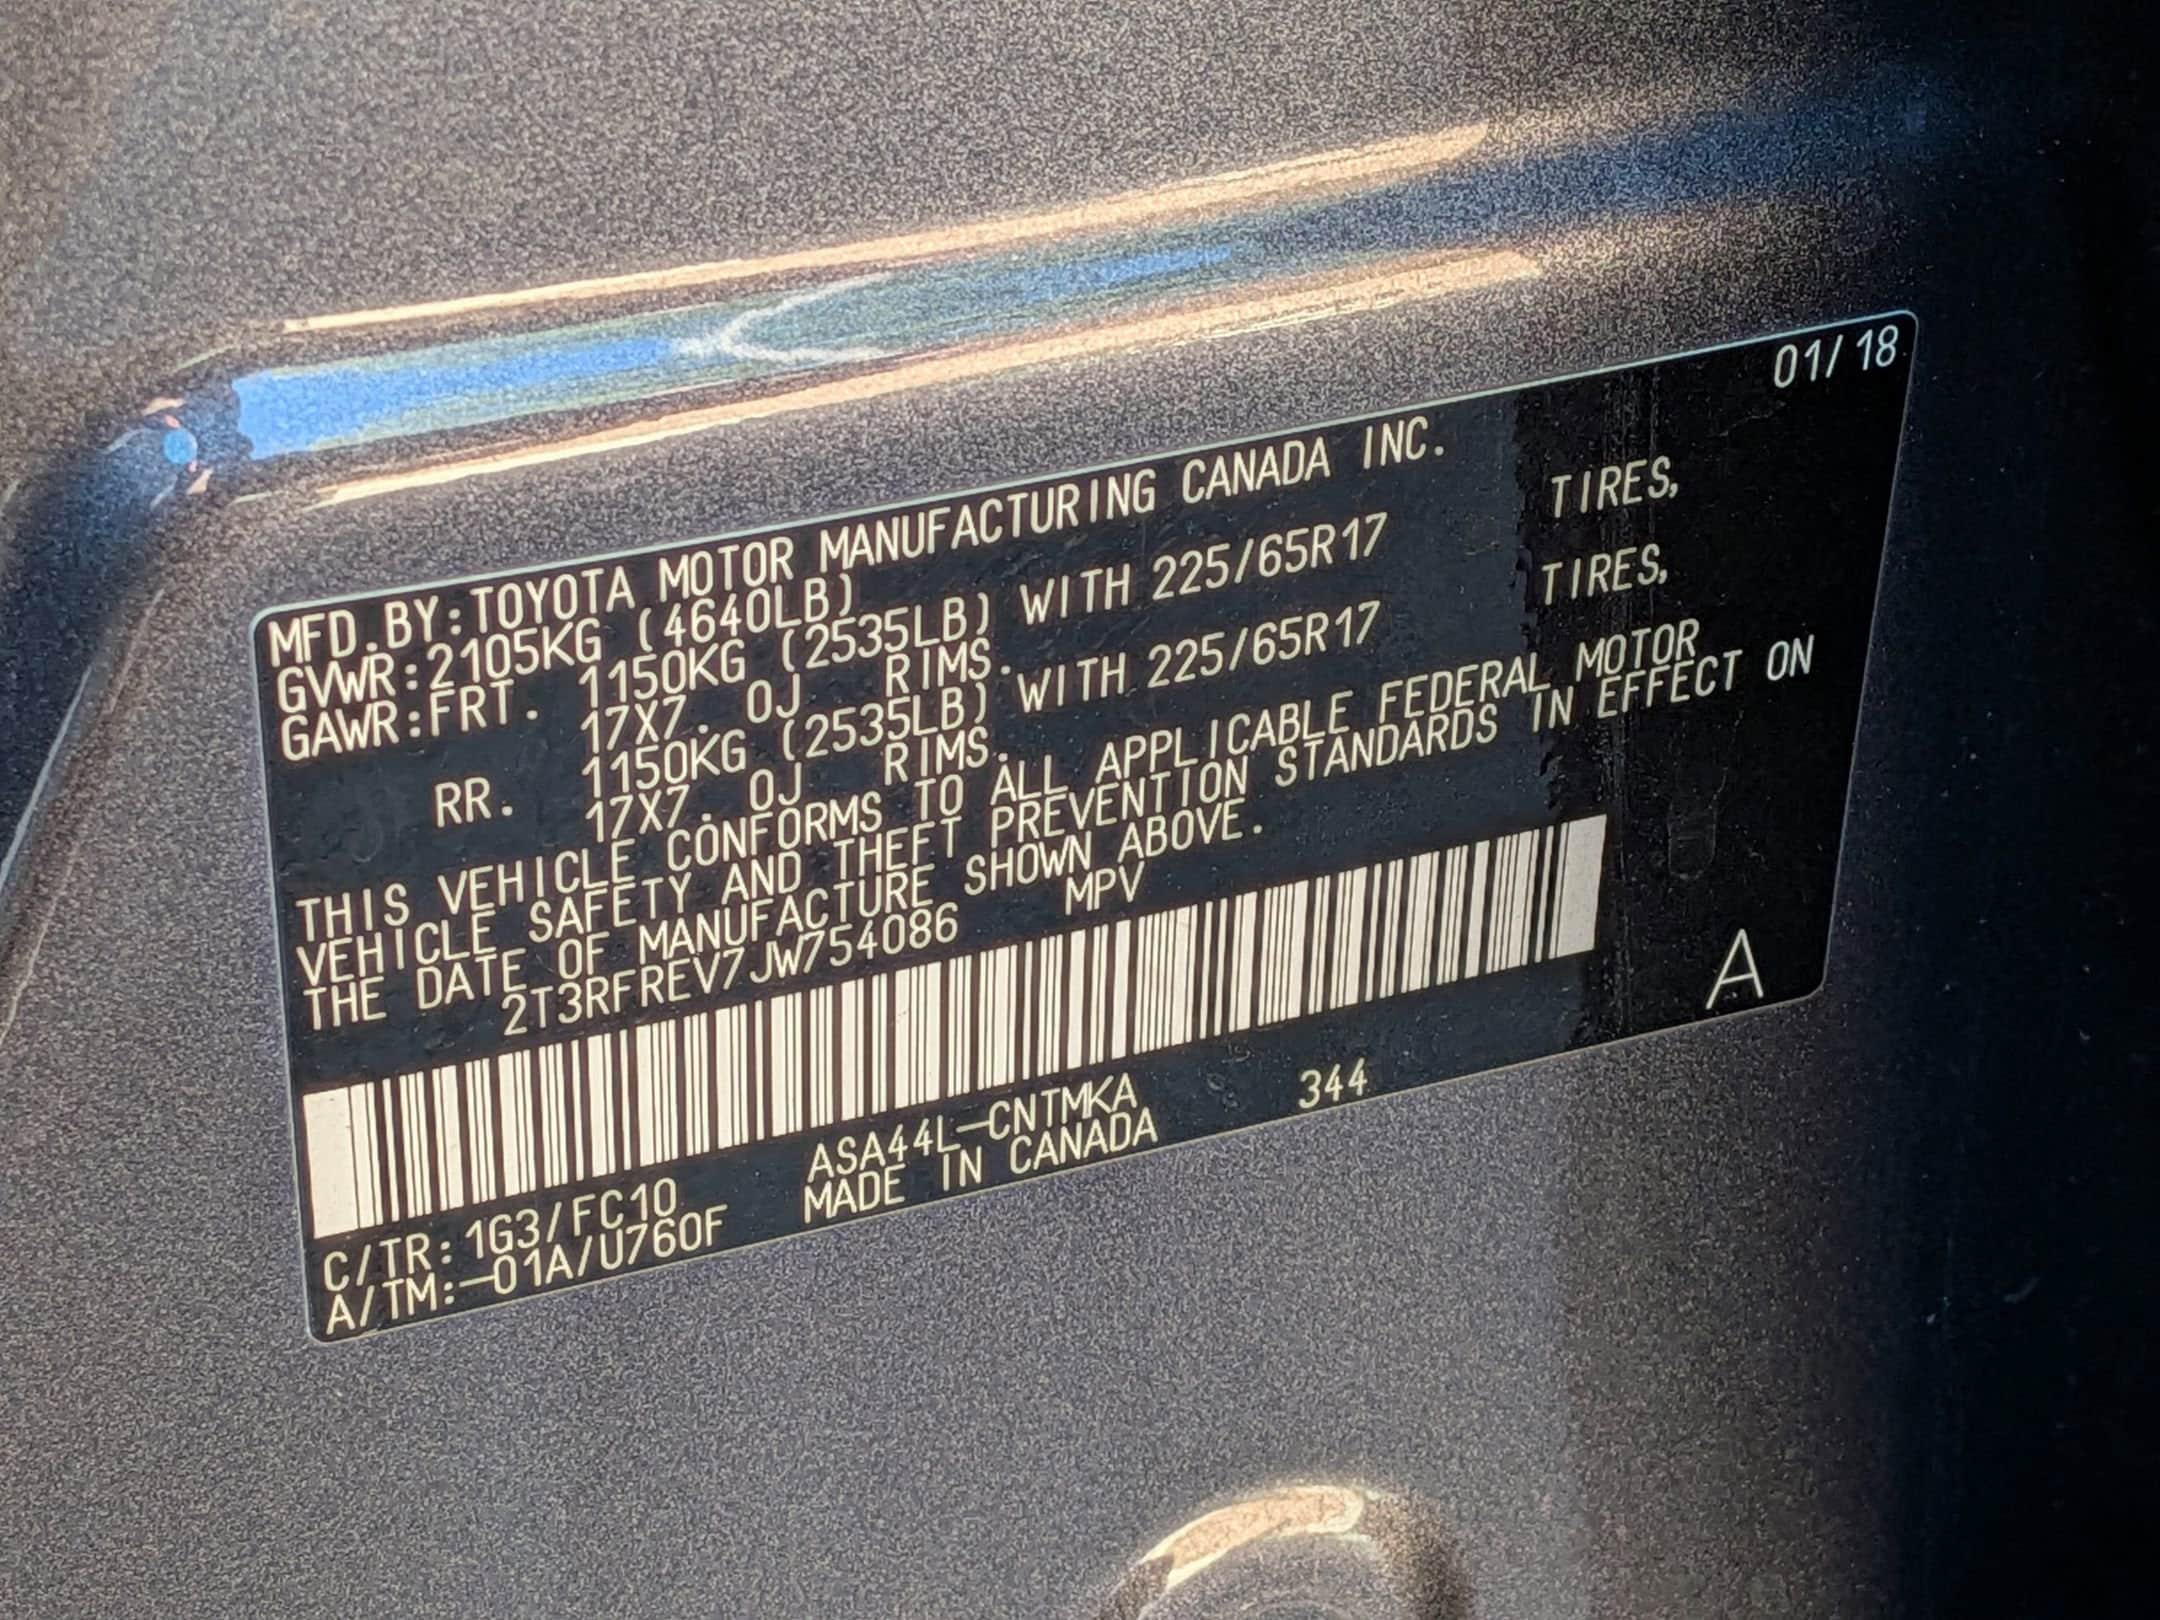 01/18
MFD.BY:TOYOTA MOTOR MANUFACTURING CANADA INC.
GVWR:2105KG (4640LB)
GAWR:FRT. 1150KG (2535LB) WITH 225/65R17 TIRES,
17X7. 0J RIMS.
RR. 1150KG (2535LB) WITH 225/65R17 TIRES,
17X7. 0J RIMS.
THIS VEHICLE CONFORMS TO ALL APPLICABLE FEDERAL MOTOR
VEHICLE SAFETY AND THEFT PREVENTION STANDARDS IN EFFECT ON
THE DATE OF MANUFACTURE SHOWN ABOVE.
2T3RFREV7JW754086 MPV
A
C/TR:1G3/FC10 ASA44L-CNTMKA 344
A/TM:-01A/U760F MADE IN CANADA